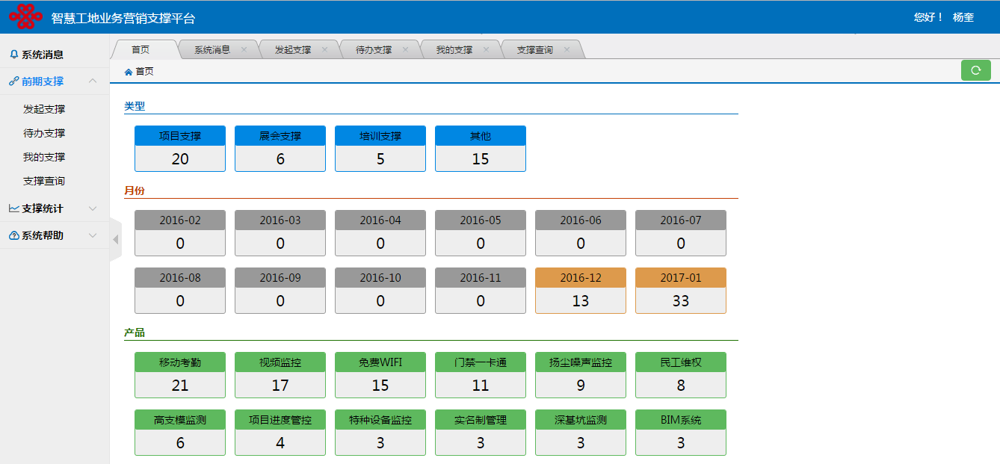 智慧工地业务营销支撑平台
您好！ 杨奎
系统消息
前期支撑
发起支撑
待办支撑
我的支撑
支撑查询
支撑统计
系统帮助
首页 系统消息 发起支撑 待办支撑 我的支撑 支撑查询
首页
类型
项目支撑 展会支撑 培训支撑 其他
20 6 5 15
月份
2016-02 2016-03 2016-04 2016-05 2016-06 2016-07
0 0 0 0 0 0
2016-08 2016-09 2016-10 2016-11 2016-12 2017-01
0 0 0 0 13 33
产品
移动考勤 视频监控 免费WIFI 门禁一卡通 扬尘噪声监控 民工维权
21 17 15 11 9 8
高支模监测 项目进度管控 特种设备监控 实名制管理 深基坑监测 BIM系统
6 4 3 3 3 3